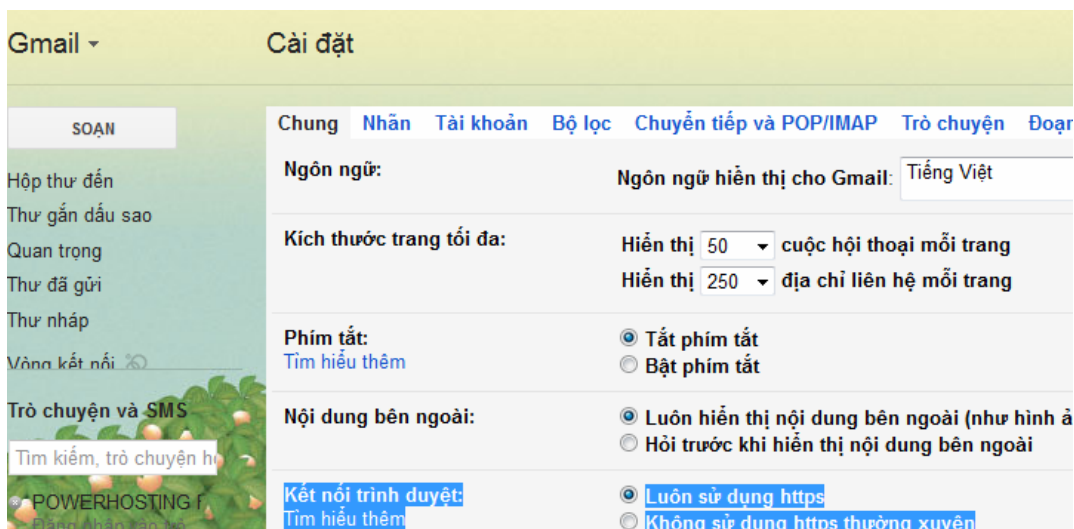 Gmail
Cài đặt
SOẠN
Hộp thư đến
Thư gắn dấu sao
Quan trọng
Thư đã gửi
Thư nháp
Vòng kết nối
Trò chuyện và SMS
Tìm kiếm, trò chuyện h
POWERHOSTING
Chung Nhãn Tài khoản Bộ lọc Chuyển tiếp và POP/IMAP Trò chuyện Đoạn
Ngôn ngữ:
Ngôn ngữ hiển thị cho Gmail: Tiếng Việt
Kích thước trang tối đa:
Hiển thị 50 cuộc hội thoại mỗi trang
Hiển thị 250 địa chỉ liên hệ mỗi trang
Phím tắt:
Tìm hiểu thêm
Tắt phím tắt
Bật phím tắt
Nội dung bên ngoài:
Luôn hiển thị nội dung bên ngoài (như hình ả
Hỏi trước khi hiển thị nội dung bên ngoài
Kết nối trình duyệt:
Tìm hiểu thêm
Luôn sử dụng https
Không sử dụng https thường xuyên